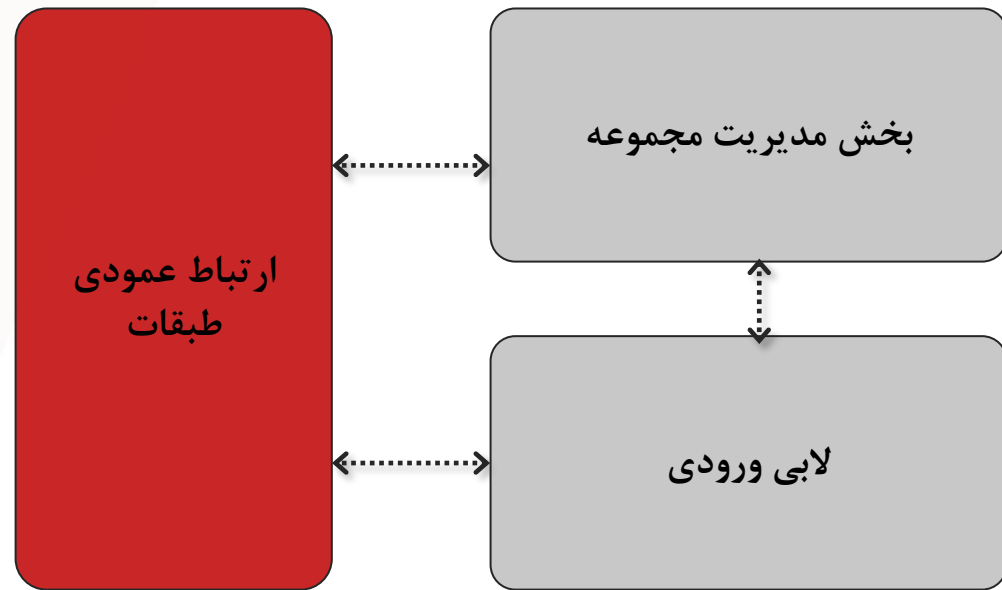 بخش مدیریت مجموعه
ارتباط عمودی
طبقات
لابی ورودی